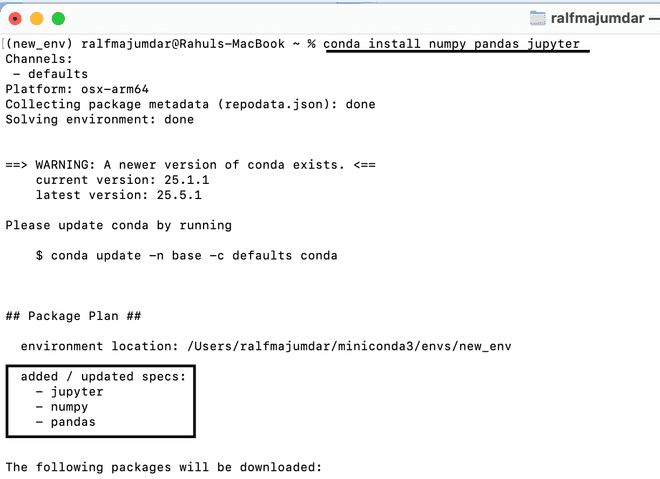 ralfmajumdar —
(new_env) ralfmajumdar@Rahuls-MacBook ~ % conda install numpy pandas jupyter
Channels:
- defaults
Platform: osx-arm64
Collecting package metadata (repodata.json): done
Solving environment: done
==> WARNING: A newer version of conda exists. <==
current version: 25.1.1
latest version: 25.5.1
Please update conda by running
$ conda update -n base -c defaults conda
## Package Plan ##
environment location: /Users/ralfmajumdar/miniconda3/envs/new_env
added / updated specs:
- jupyter
- numpy
- pandas
The following packages will be downloaded: